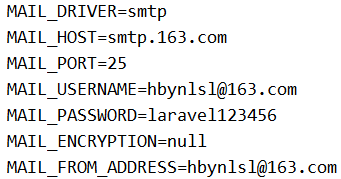 MAIL_DRIVER=smtp
MAIL_HOST=smtp.163.com
MAIL_PORT=25
MAIL_USERNAME=hbynlsl@163.com
MAIL_PASSWORD=laravel123456
MAIL_ENCRYPTION=null
MAIL_FROM_ADDRESS=hbynlsl@163.com